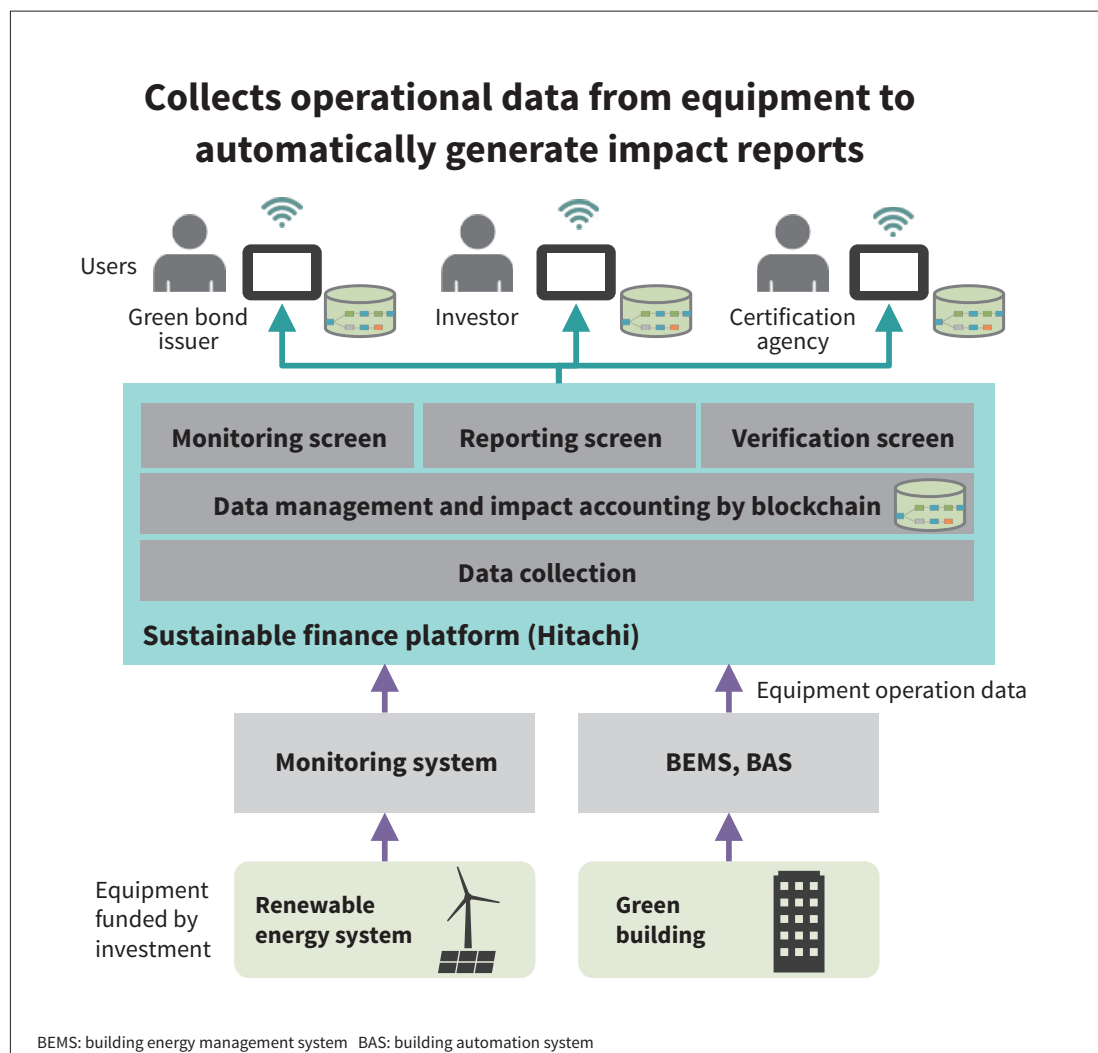 Collects operational data from equipment to
automatically generate impact reports
Users
Green bond
issuer
Investor
Certification
agency
Monitoring screen
Reporting screen
Verification screen
Data management and impact accounting by blockchain
Data collection
Sustainable finance platform (Hitachi)
Equipment operation data
Monitoring system
BEMS, BAS
Equipment
funded by
investment
Renewable
energy system
Green
building
BEMS: building energy management system BAS: building automation system